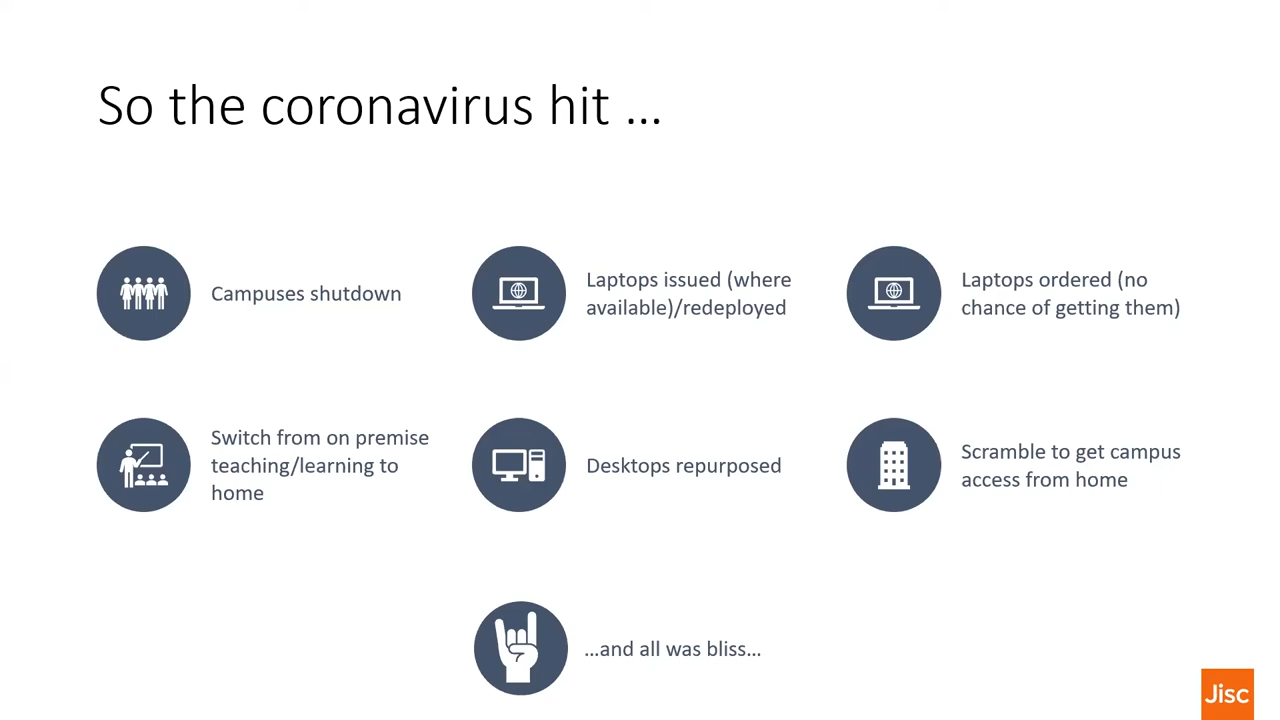 So the coronavirus hit …
Campuses shutdown
Laptops issued (where
available)/redeployed
Laptops ordered (no
chance of getting them)
Switch from on premise
teaching/learning to
home
Desktops repurposed
Scramble to get campus
access from home
…and all was bliss…
Jisc